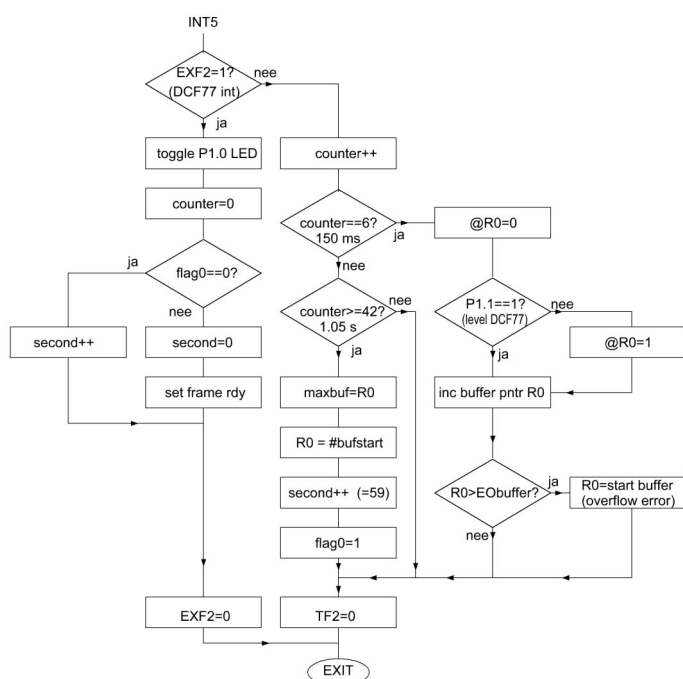 INT5
EXF2=1?
(DCF77 int)
nee
ja
toggle P1.0 LED
counter=0
flag0==0?
ja
nee
second++
second=0
set frame rdy
EXF2=0
counter++
counter==6?
150 ms
ja
nee
counter>=42?
1.05 s
nee
ja
maxbuf=R0
R0 = #bufstart
second++ (=59)
flag0=1
TF2=0
@R0=0
P1.1==1?
(level DCF77)
nee
ja
@R0=1
inc buffer pntr R0
R0>EObuffer?
ja
nee
R0=start buffer
(overflow error)
EXIT